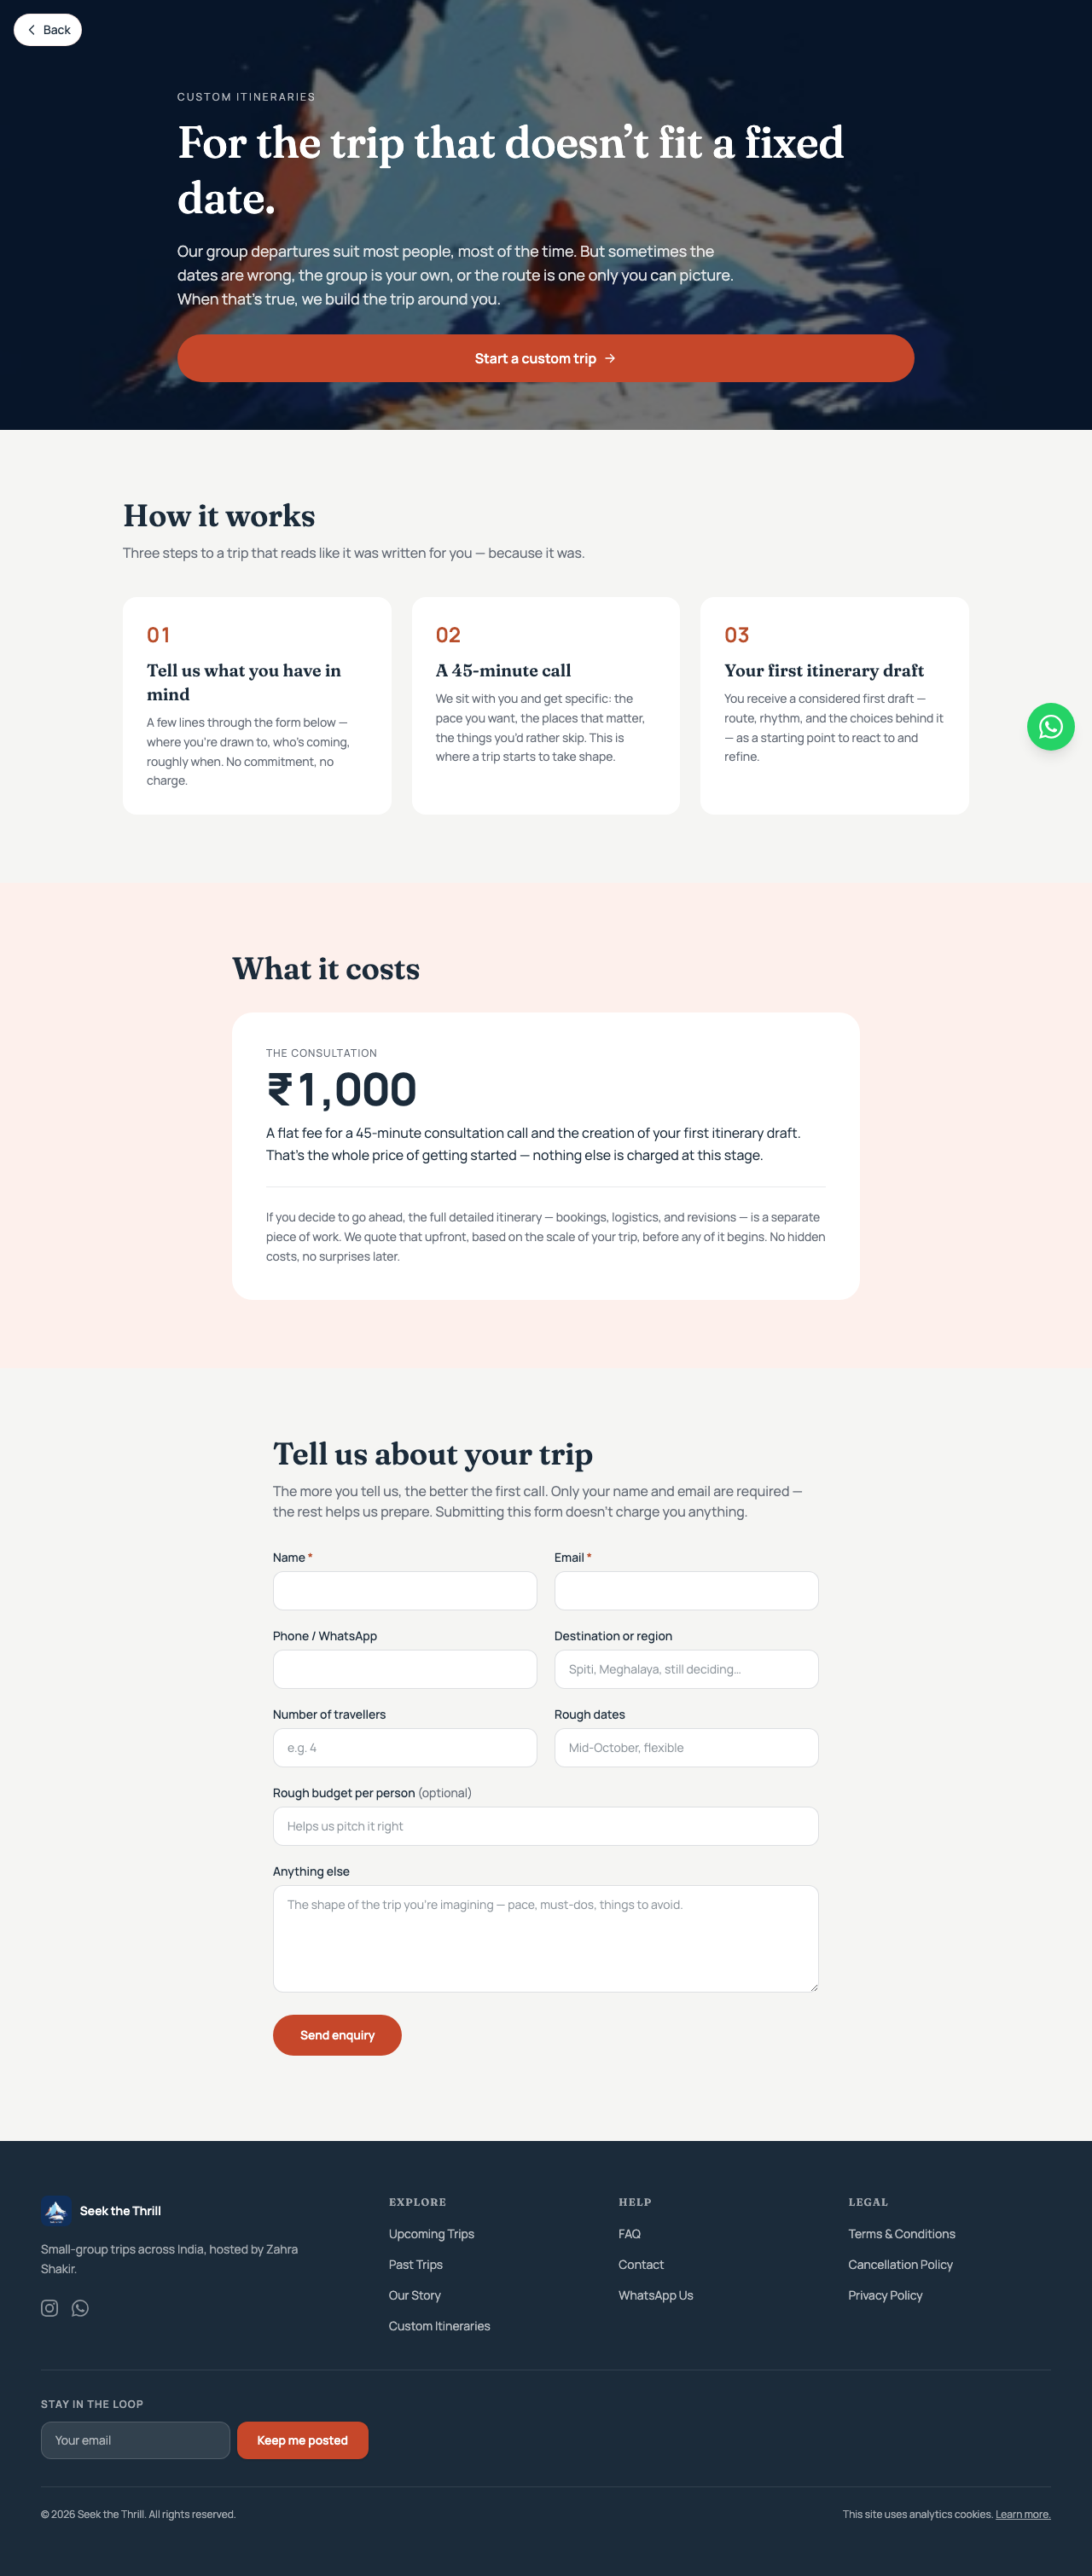 Back
CUSTOM ITINERARIES
For the trip that doesn’t fit a fixed
date.
Our group departures suit most people, most of the time. But sometimes the
dates are wrong, the group is your own, or the route is one only you can picture.
When that’s true, we build the trip around you.
Start a custom trip →
How it works
Three steps to a trip that reads like it was written for you — because it was.
01
Tell us what you have in
mind
A few lines through the form below —
where you’re drawn to, who’s coming,
roughly when. No commitment, no
charge.
02
A 45-minute call
We sit with you and get specific: the
pace you want, the places that matter,
the things you’d rather skip. This is
where a trip starts to take shape.
03
Your first itinerary draft
You receive a considered first draft —
route, rhythm, and the choices behind it
— as a starting point to react to and
refine.
What it costs
THE CONSULTATION
₹1,000
A flat fee for a 45-minute consultation call and the creation of your first itinerary draft.
That’s the whole price of getting started — nothing else is charged at this stage.
If you decide to go ahead, the full detailed itinerary — bookings, logistics, and revisions — is a separate
piece of work. We quote that upfront, based on the scale of your trip, before any of it begins. No hidden
costs, no surprises later.
Tell us about your trip
The more you tell us, the better the first call. Only your name and email are required —
the rest helps us prepare. Submitting this form doesn’t charge you anything.
Name *
Email *
Phone / WhatsApp
Destination or region
Spiti, Meghalaya, still deciding…
Number of travellers
Rough dates
e.g. 4
Mid-October, flexible
Rough budget per person (optional)
Helps us pitch it right
Anything else
The shape of the trip you’re imagining — pace, must-dos, things to avoid.
Send enquiry
Seek the Thrill
Small-group trips across India, hosted by Zahra
Shakir.
EXPLORE
Upcoming Trips
Past Trips
Our Story
Custom Itineraries
HELP
FAQ
Contact
WhatsApp Us
LEGAL
Terms & Conditions
Cancellation Policy
Privacy Policy
STAY IN THE LOOP
Your email
Keep me posted
© 2026 Seek the Thrill. All rights reserved.
This site uses analytics cookies. Learn more.